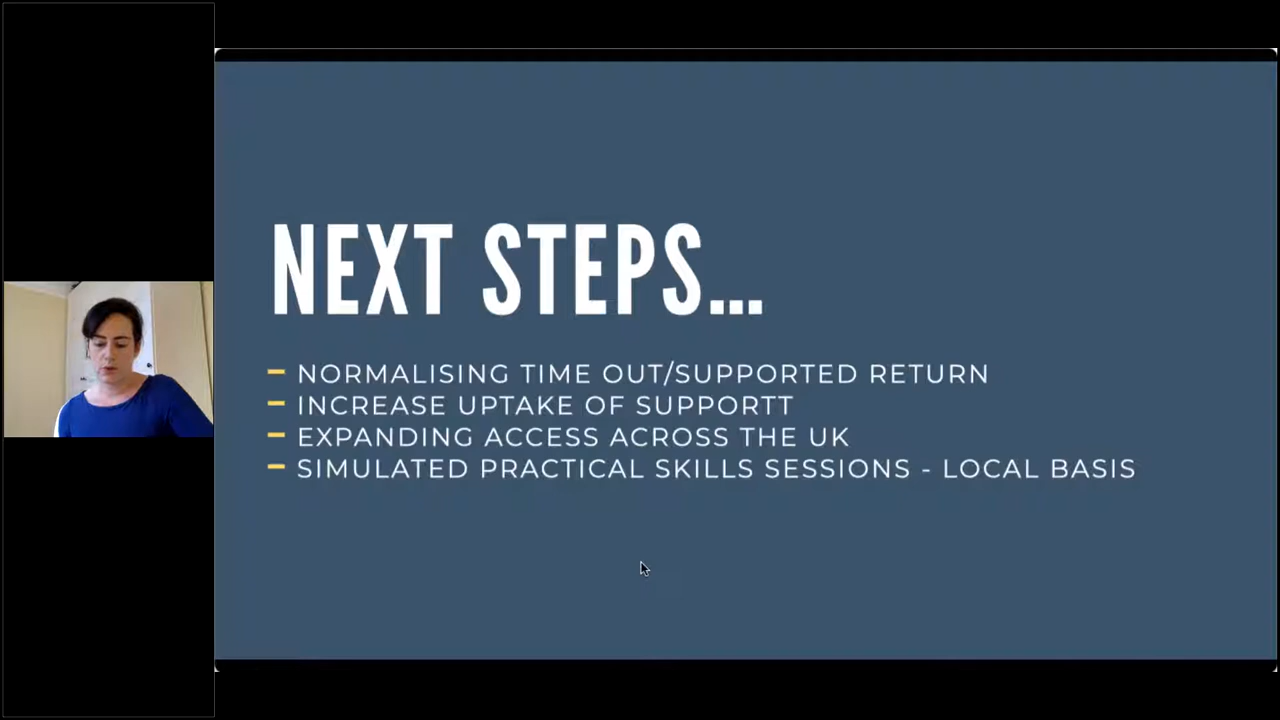 NEXT STEPS...
- NORMALISING TIME OUT/SUPPORTED RETURN
- INCREASE UPTAKE OF SUPPORTT
- EXPANDING ACCESS ACROSS THE UK
- SIMULATED PRACTICAL SKILLS SESSIONS - LOCAL BASIS